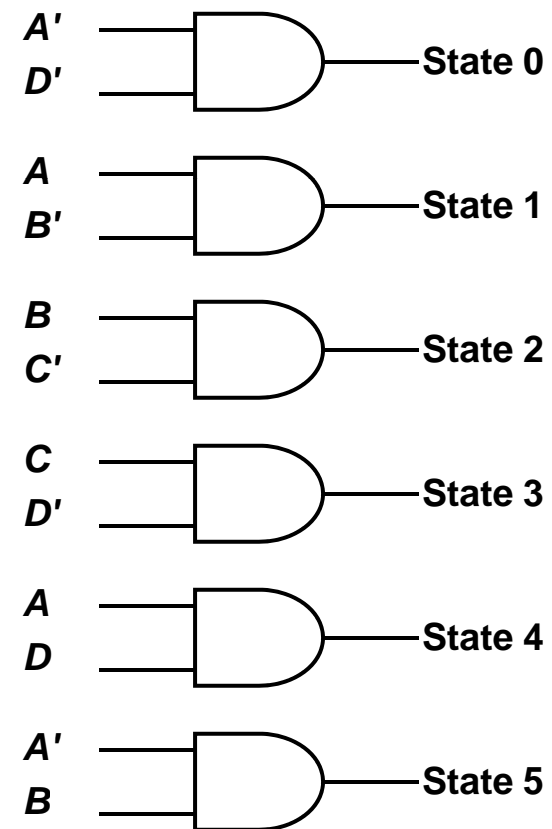 A'
D'
State 0
A
B'
State 1
B
C'
State 2
C
D'
State 3
A
D
State 4
A'
B
State 5